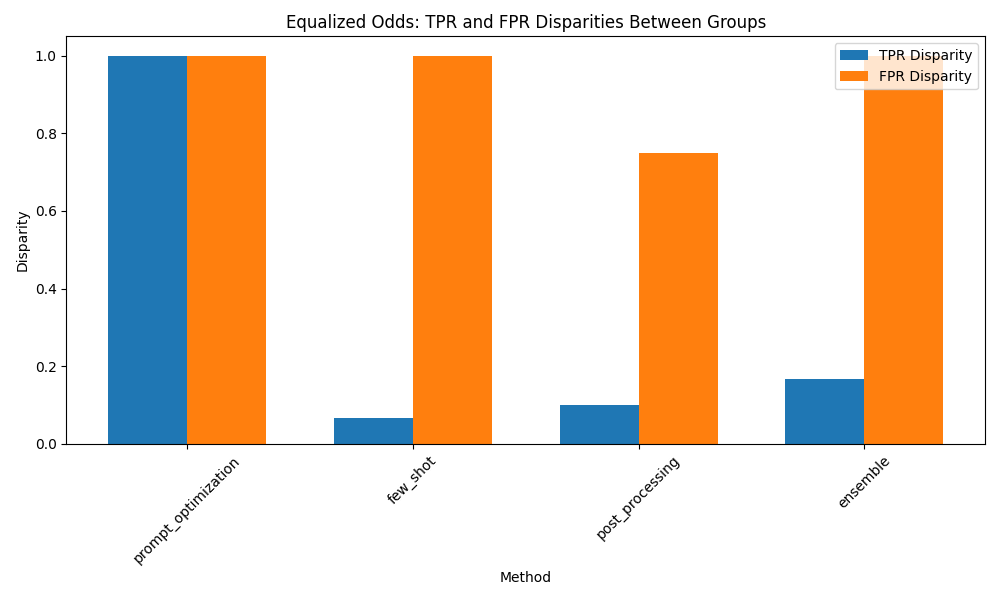 Equalized Odds: TPR and FPR Disparities Between Groups
TPR Disparity
FPR Disparity
Disparity
1.0
0.8
0.6
0.4
0.2
0.0
prompt_optimization
few_shot
post_processing
ensemble
Method